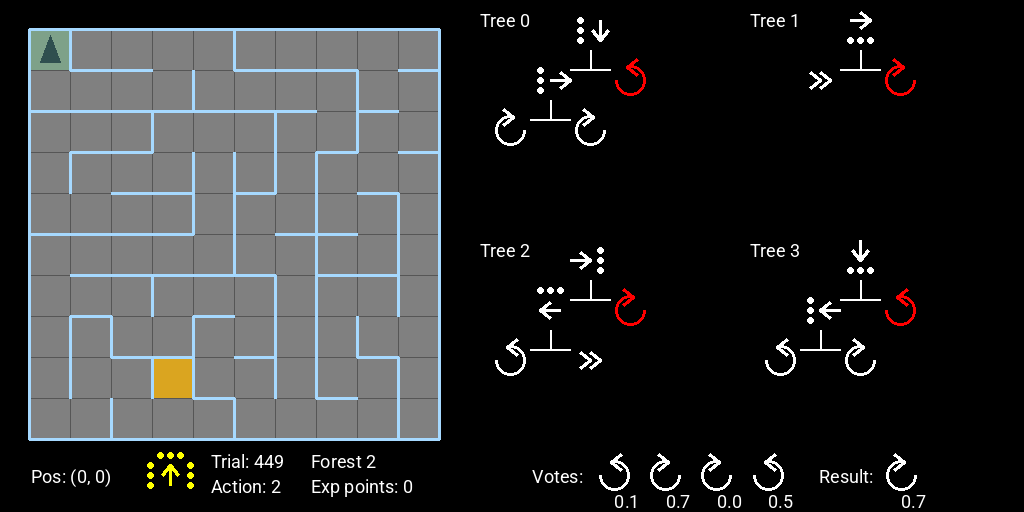 Tree 0
Tree 1
Tree 2
Tree 3
Pos: (0, 0)
Trial: 449
Forest 2
Action: 2
Exp points: 0
Votes:
0.1
0.7
0.0
0.5
Result:
0.7